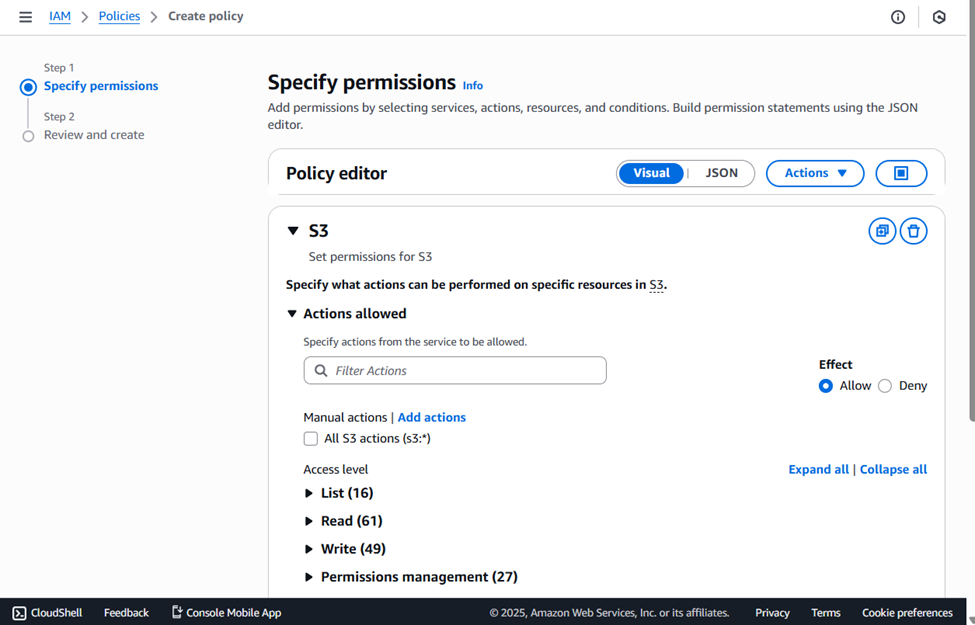 IAM > Policies > Create policy
Step 1
Specify permissions
Step 2
Review and create
Specify permissions Info
Add permissions by selecting services, actions, resources, and conditions. Build permission statements using the JSON
editor.
Policy editor
Visual | JSON
Actions
S3
Set permissions for S3
Specify what actions can be performed on specific resources in S3.
Actions allowed
Specify actions from the service to be allowed.
Filter Actions
Effect
Allow Deny
Manual actions | Add actions
All S3 actions (s3:*)
Access level
Expand all | Collapse all
List (16)
Read (61)
Write (49)
Permissions management (27)
CloudShell Feedback Console Mobile App © 2025, Amazon Web Services, Inc. or its affiliates. Privacy Terms Cookie preferences